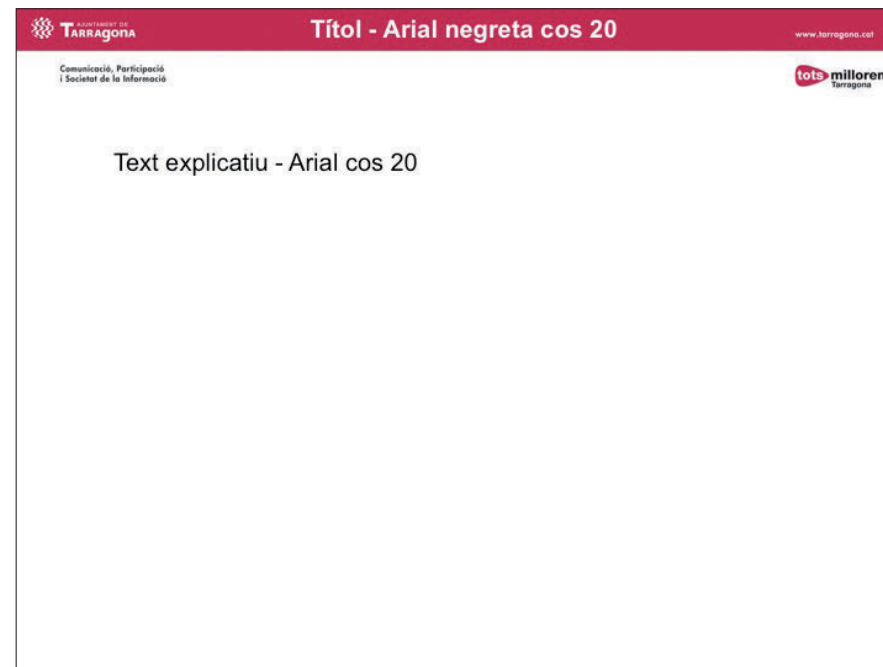 AJUNTAMENT DE
TARRAGONA
Títol - Arial negreta cos 20
www.tarragona.cat
Comunicació, Participació
i Societat de la Informació
tots milloren
Tarragona
Text explicatiu - Arial cos 20